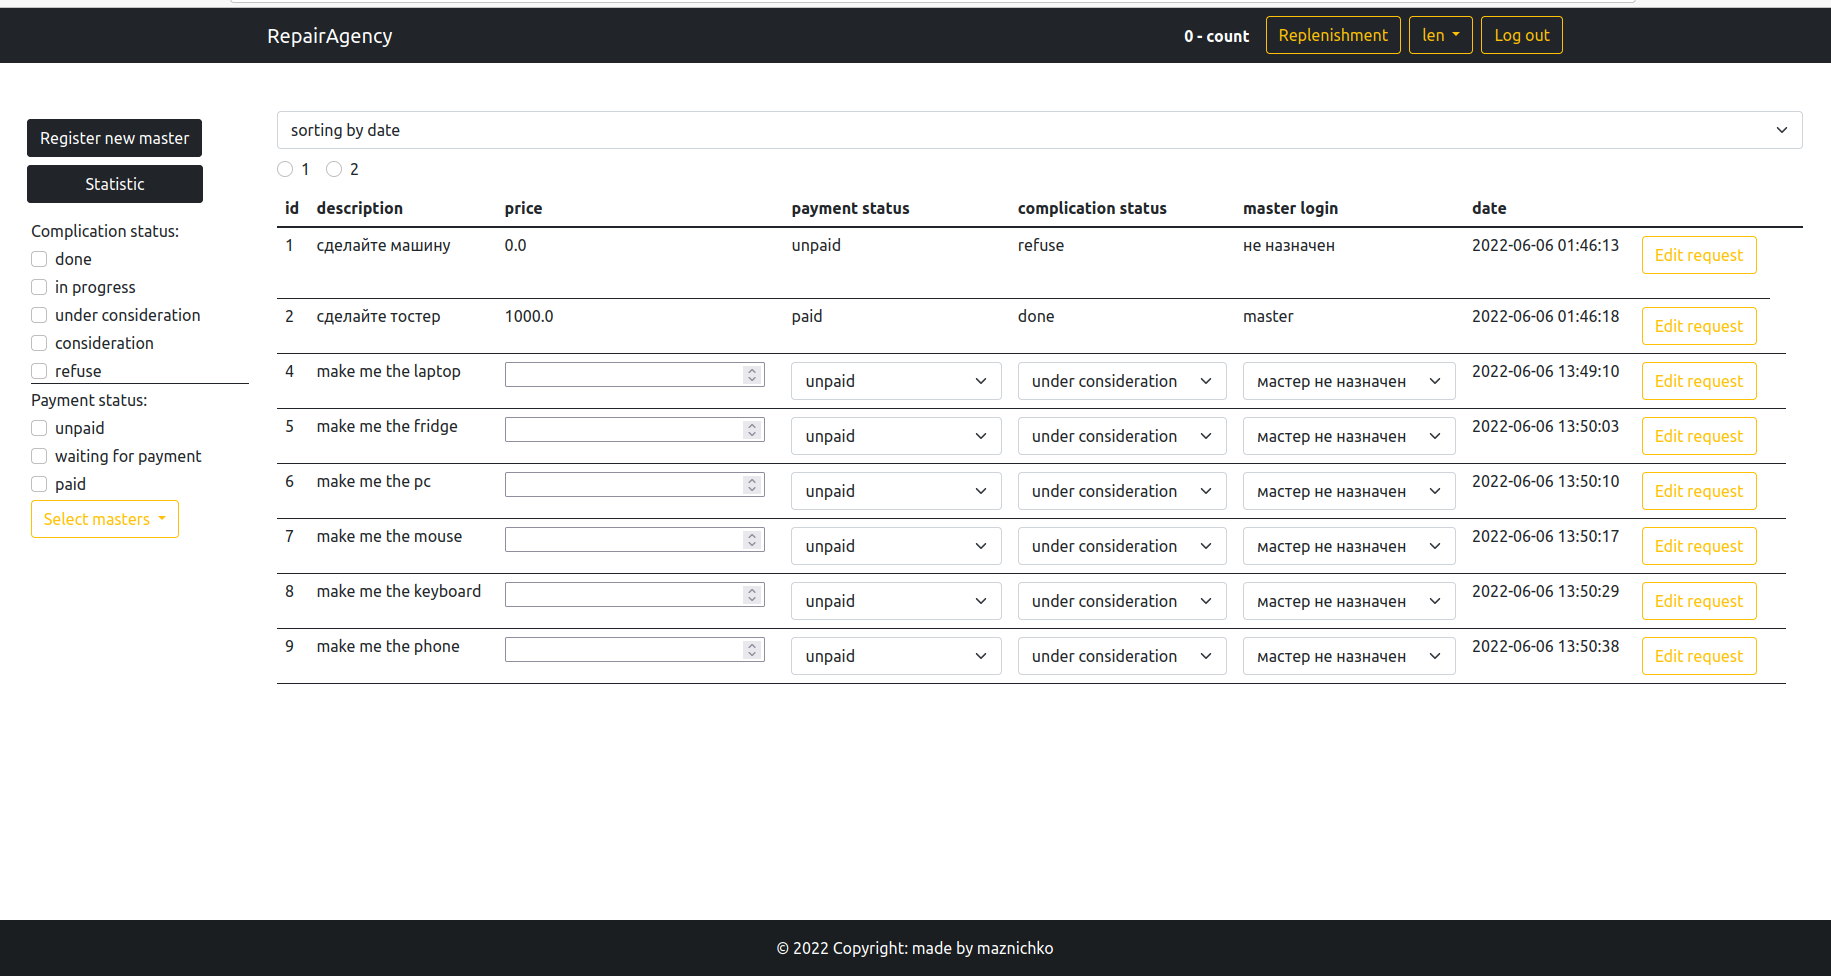 RepairAgency 0 - count Replenishment len Log out
Register new master
Statistic
Complication status:
done
in progress
under consideration
consideration
refuse
Payment status:
unpaid
waiting for payment
paid
Select masters
sorting by date
1 2
id description price payment status complication status master login date
1 сделайте машину 0.0 unpaid refuse не назначен 2022-06-06 01:46:13 Edit request
2 сделайте тостер 1000.0 paid done master 2022-06-06 01:46:18 Edit request
4 make me the laptop unpaid under consideration мастер не назначен 2022-06-06 13:49:10 Edit request
5 make me the fridge unpaid under consideration мастер не назначен 2022-06-06 13:50:03 Edit request
6 make me the pc unpaid under consideration мастер не назначен 2022-06-06 13:50:10 Edit request
7 make me the mouse unpaid under consideration мастер не назначен 2022-06-06 13:50:17 Edit request
8 make me the keyboard unpaid under consideration мастер не назначен 2022-06-06 13:50:29 Edit request
9 make me the phone unpaid under consideration мастер не назначен 2022-06-06 13:50:38 Edit request
© 2022 Copyright: made by maznichko